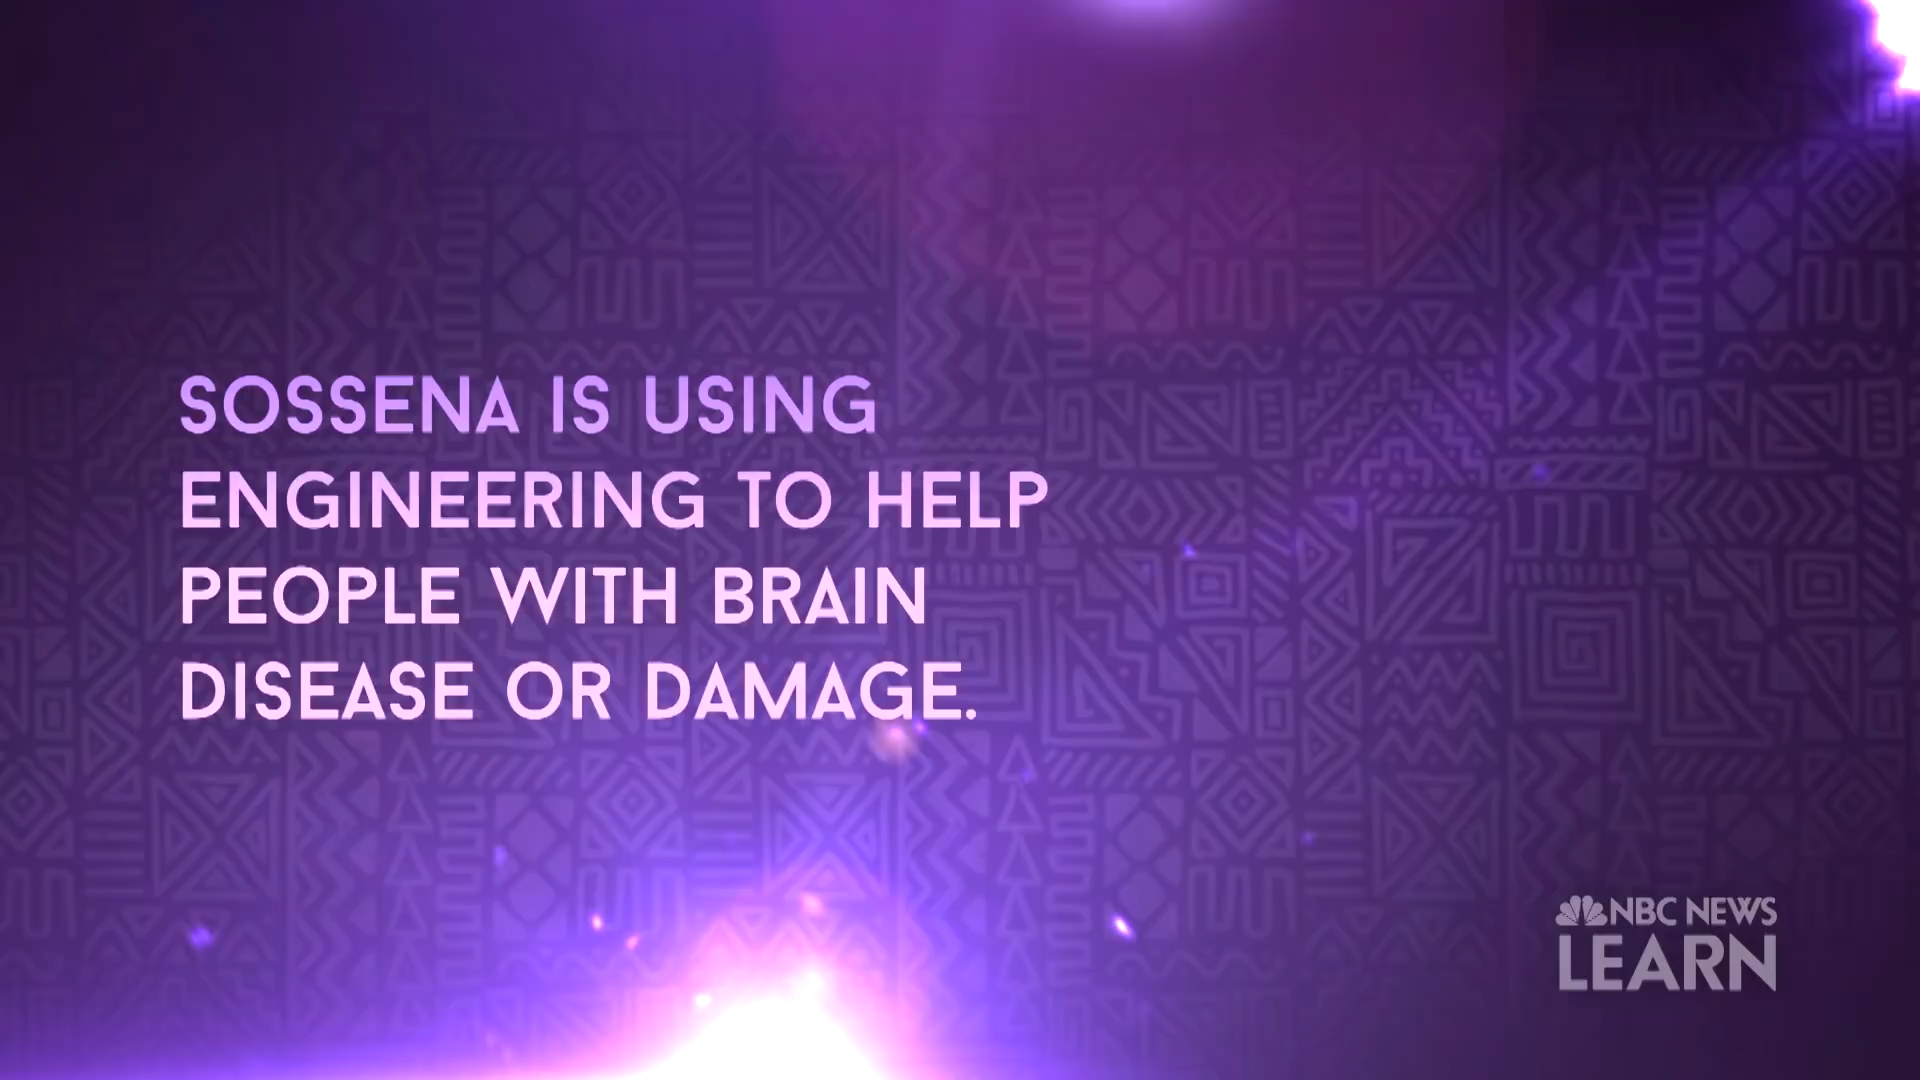 SOSSENA IS USING
ENGINEERING TO HELP
PEOPLE WITH BRAIN
DISEASE OR DAMAGE.
NBC NEWS
LEARN